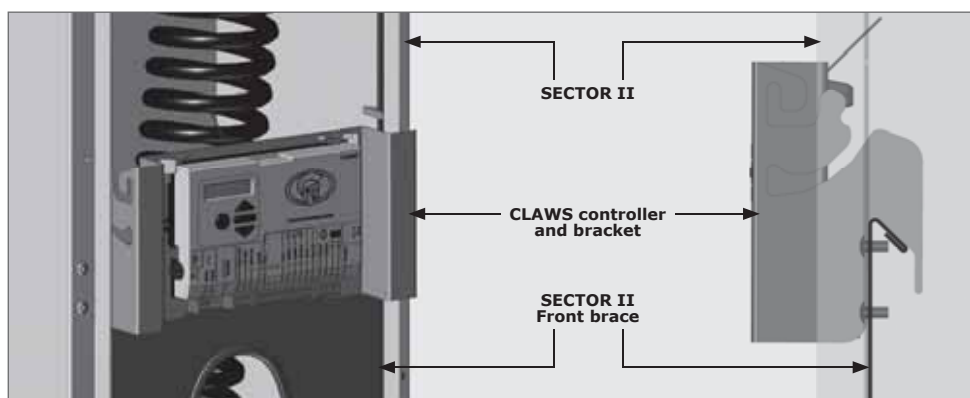 SECTOR II
CLAWS controller
and bracket
SECTOR II
Front brace